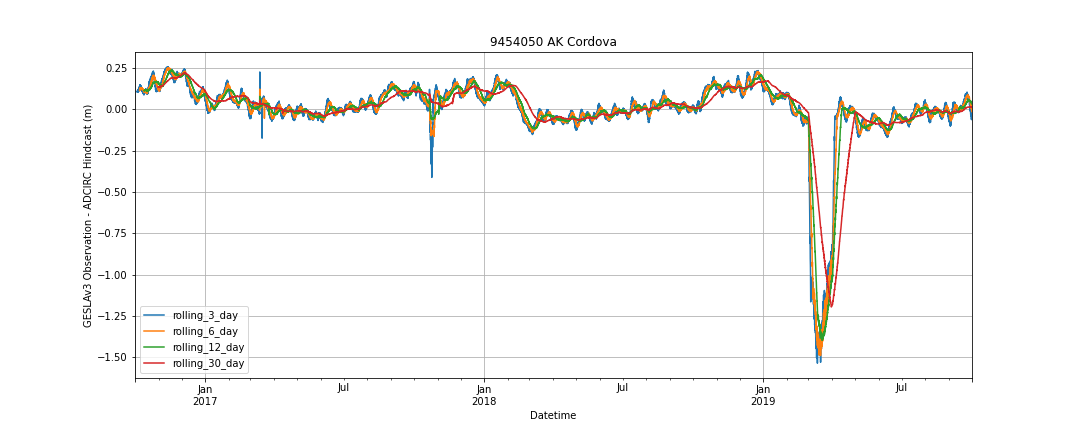 9454050 AK Cordova
GESLAv3 Observation - ADCIRC Hindcast (m)
0.25
0.00
−0.25
−0.50
−0.75
−1.00
−1.25
−1.50
rolling_3_day
rolling_6_day
rolling_12_day
rolling_30_day
Jan
2017
Jul
Jan
2018
Jul
Jan
2019
Jul
Datetime